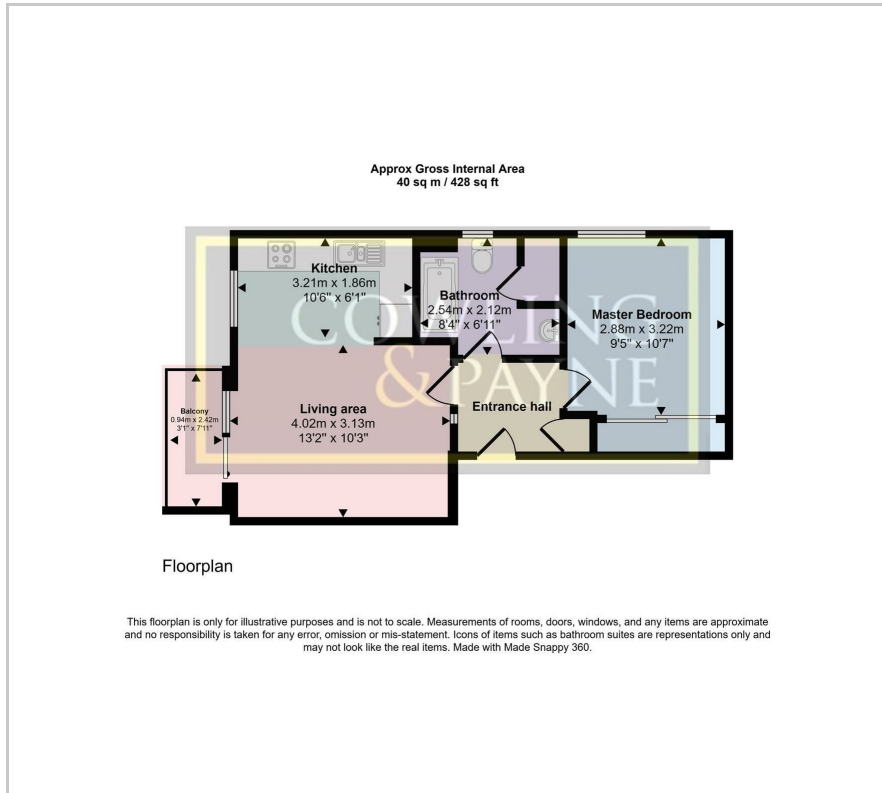 Approx Gross Internal Area
40 sq m / 428 sq ft
Kitchen
3.21m x 1.86m
10'6" x 6'1"
Bathroom
2.54m x 2.12m
8'4" x 6'11"
Master Bedroom
2.88m x 3.22m
9'5" x 10'7"
COWLING
& PAYNE
Balcony
0.94m x 2.42m
3'1" x 7'11"
Living area
4.02m x 3.13m
13'2" x 10'3"
Entrance hall
Floorplan
This floorplan is only for illustrative purposes and is not to scale. Measurements of rooms, doors, windows, and any items are approximate
and no responsibility is taken for any error, omission or mis-statement. Icons of items such as bathroom suites are representations only and
may not look like the real items. Made with Made Snappy 360.